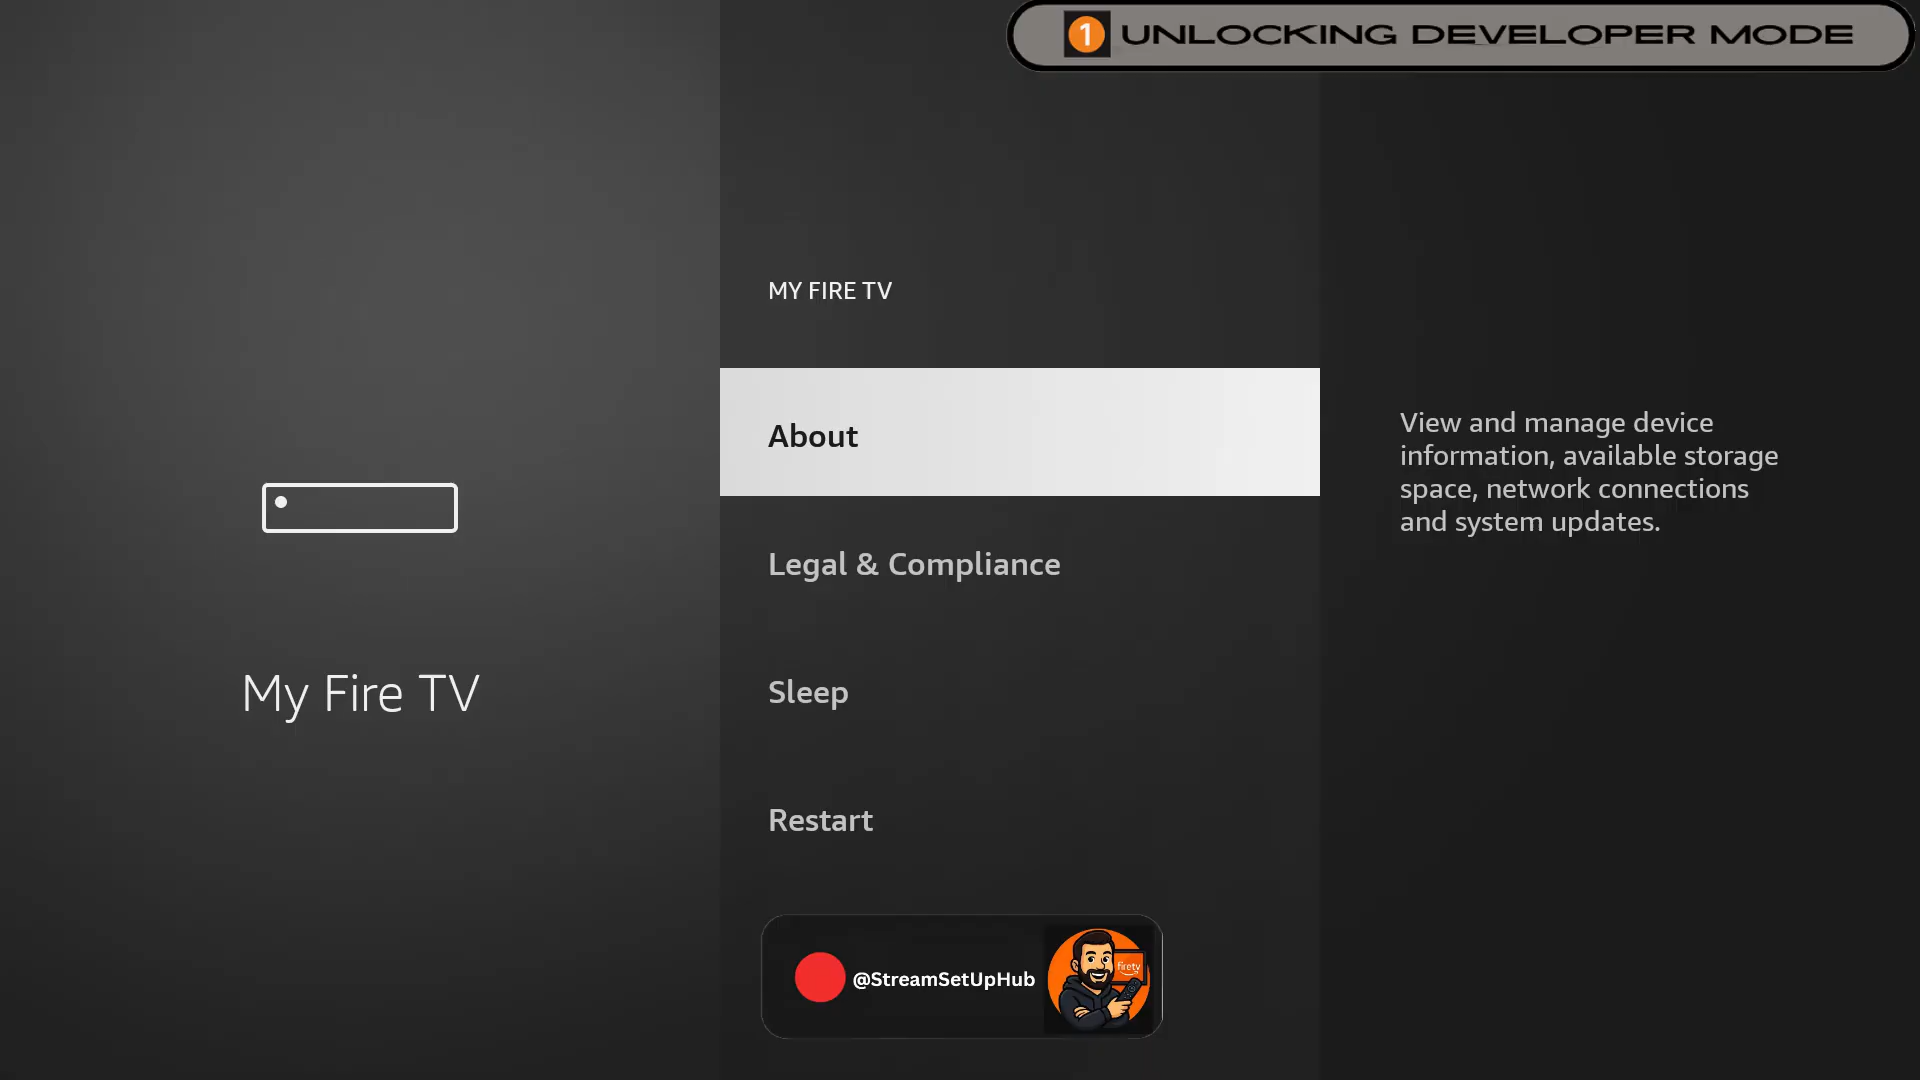 1 UNLOCKING DEVELOPER MODE
MY FIRE TV
About
View and manage device
information, available storage
space, network connections
and system updates.
Legal & Compliance
My Fire TV
Sleep
Restart
@StreamSetUpHub
firetv